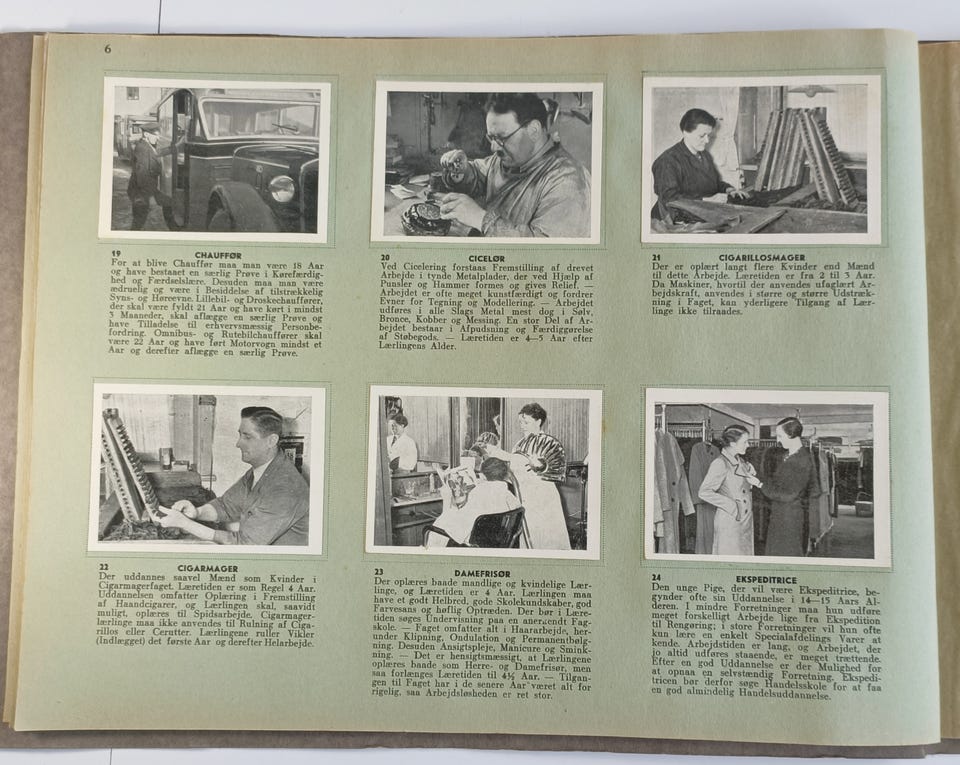 6
19 CHAUFFØR
For at blive Chauffør maa man være 18 Aar
og have bestaaet en særlig Prøve i Kørefærdig-
hed og Færdselslære. Desuden maa man være
ædruelig og være i Besiddelse af tilstrækkelig
Syns- og Høreevne. Lillebil- og Droskechauffører,
der skal være fyldt 21 Aar og have kørt i mindst
3 Maaneder, skal aflægge en særlig Prøve og
have Tilladelse til erhvervsmæssig Personbe-
fordring. Omnibus- og Rutebilchauffører skal
være 22 Aar og have ført Motorvogn mindst et
Aar og derefter aflægge en særlig Prøve.
20 CICELØR
Ved Cicelering forstaas Fremstilling af drevet
Arbejde i tynde Metalplader, der ved Hjælp af
Punsler og Hammer formes og gives Relief. —
Arbejdet er ofte meget kunstfærdigt og fordrer
Evner for Tegning og Modellering. — Arbejdet
udføres i alle Slags Metal mest dog i Sølv,
Bronce, Kobber og Messing. En stor Del af Ar-
bejdet bestaar i Afpudsning og Færdiggørelse
af Støbegods. — Læretiden er 4—5 Aar efter
Lærlingens Alder.
21 CIGARILLOSMAGER
Der er oplært langt flere Kvinder end Mænd
til dette Arbejde. Læretiden er fra 2 til 3 Aar.
Da Maskiner, hvortil der anvendes ufaglært Ar-
bejdskraft, anvendes i større og større Udstræk-
ning i Faget, kan yderligere Tilgang af Lær-
linge ikke tilraades.
22 CIGARMAGER
Der uddannes saavel Mænd som Kvinder i
Cigarmagerfaget. Læretiden er som Regel 4 Aar.
Uddannelsen omfatter Oplæring i Fremstilling
af Haandcigarer, og Lærlingen skal, saavidt
muligt, oplæres til Spidsarbejde. Cigarmager-
lærlinge maa ikke anvendes til Rulning af Ciga-
rillos eller Cerutter. Lærlingene ruller Vikler
(Indlægget) det første Aar og derefter Helarbejde.
23 DAMEFRISØR
Der oplæres baade mandlige og kvindelige Lær-
linge, og Læretiden er 4 Aar. Lærlingen maa
have et godt Helbred, gode Skolekundskaber, god
Farvesans og høflig Optræden. Der bør i Lære-
tiden søges Undervisning paa en anerkendt Fag-
skole. — Faget omfatter alt i Haararbejde, her-
under Klipning, Ondulation og Permanentbølg-
ning. Desuden Ansigtspleje, Manicure og Smink-
ning. — Det er hensigtsmæssigt, at Lærlingene
oplæres baade som Herre- og Damefrisør, men
saa forlænges Læretiden til 4½ Aar. — Tilgan-
gen til Faget har i de senere Aar været alt for
rigelig, saa Arbejdsløsheden er ret stor.
24 EKSPEDITRICE
Den unge Pige, der vil være Ekspeditrice, be-
gynder ofte sin Uddannelse i 14—15 Aars Al-
deren. I mindre Forretninger maa hun udføre
meget forskelligt Arbejde lige fra Ekspedition
til Rengøring; i store Forretninger vil hun ofte
kun lære en enkelt Specialafdelings Varer at
kende. Arbejdstiden er lang, og Arbejdet, der
jo altid udføres staaende, er meget trættende.
Efter en god Uddannelse er der Mulighed for
at opnaa en selvstændig Forretning. Ekspedi-
tricen bør derfor søge Handelsskole for at faa
en god almindelig Handelsuddannelse.